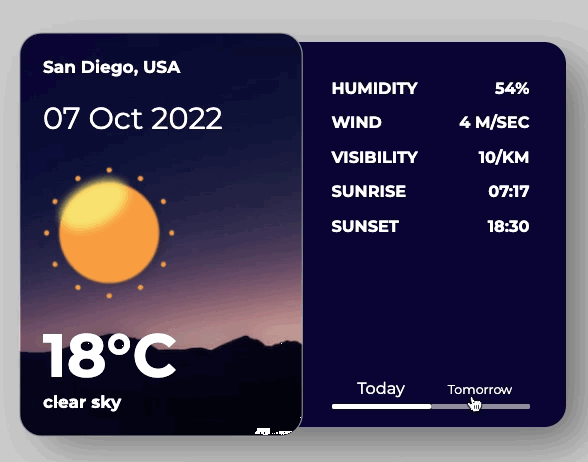 San Diego, USA
07 Oct 2022
18°C
clear sky
HUMIDITY 54%
WIND 4 M/SEC
VISIBILITY 10/KM
SUNRISE 07:17
SUNSET 18:30
Today Tomorrow